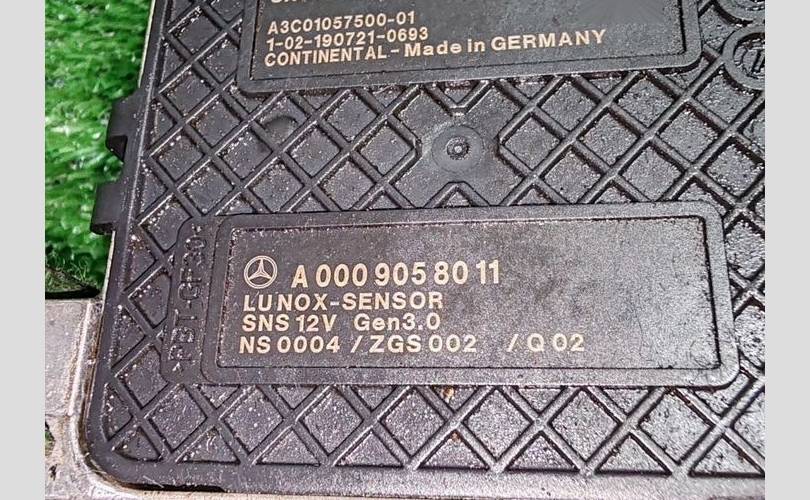 A3C01057500-01
1-02-190721-0693
CONTINENTAL - Made in GERMANY
A 000 905 80 11
LUNOX-SENSOR
SNS 12V Gen3.0
NS 0004 / ZGS 002 / Q 02
>PBT-GF30<